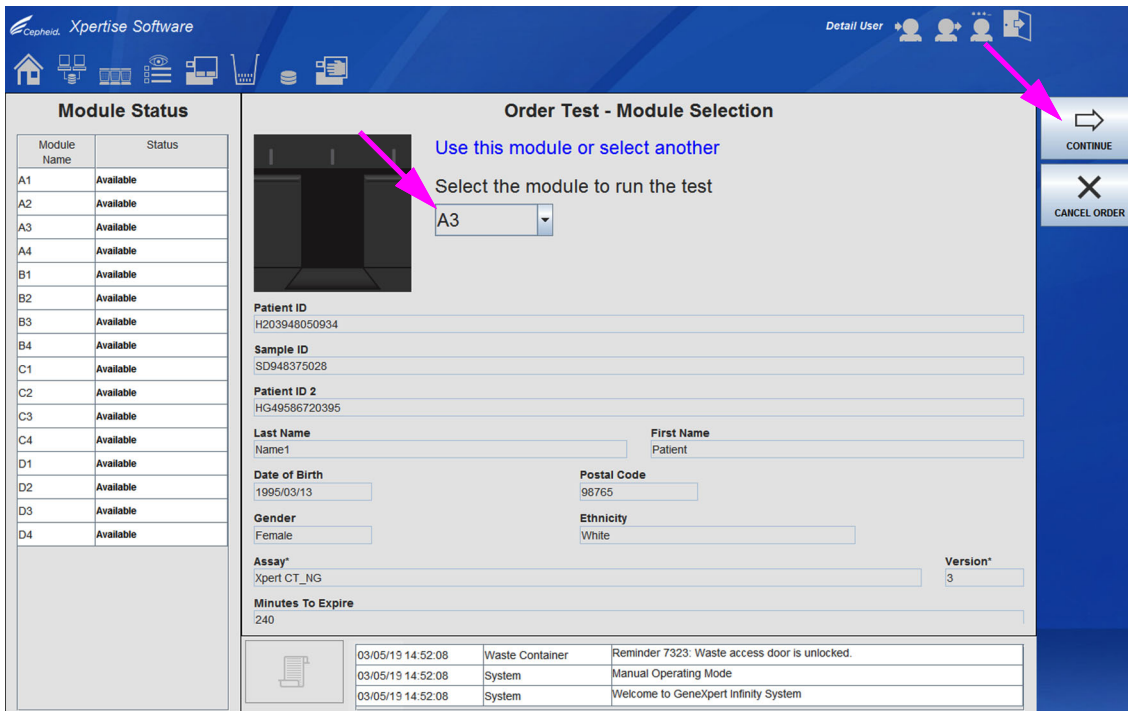 Cepheid. Xpertise Software
Detail User
Module Status
Module Name Status
A1 Available
A2 Available
A3 Available
A4 Available
B1 Available
B2 Available
B3 Available
B4 Available
C1 Available
C2 Available
C3 Available
C4 Available
D1 Available
D2 Available
D3 Available
D4 Available
Order Test - Module Selection
Use this module or select another
Select the module to run the test
A3
Patient ID
H203948050934
Sample ID
SD948375028
Patient ID 2
HG49586720395
Last Name First Name
Name1 Patient
Date of Birth Postal Code
1995/03/13 98765
Gender Ethnicity
Female White
Assay* Version*
Xpert CT_NG 3
Minutes To Expire
240
03/05/19 14:52:08 Waste Container Reminder 7323: Waste access door is unlocked.
03/05/19 14:52:08 System Manual Operating Mode
03/05/19 14:52:08 System Welcome to GeneXpert Infinity System
CONTINUE
CANCEL ORDER